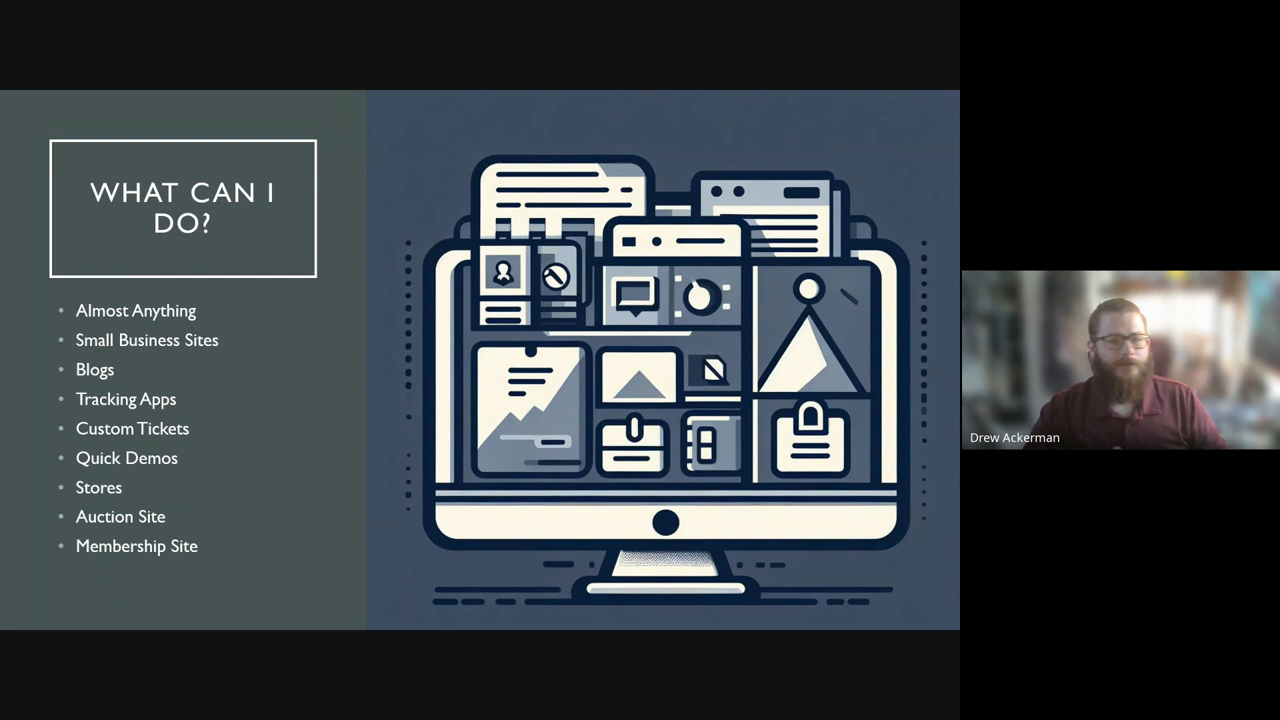 WHAT CAN I
DO?
• Almost Anything
• Small Business Sites
• Blogs
• Tracking Apps
• Custom Tickets
• Quick Demos
• Stores
• Auction Site
• Membership Site
Drew Ackerman